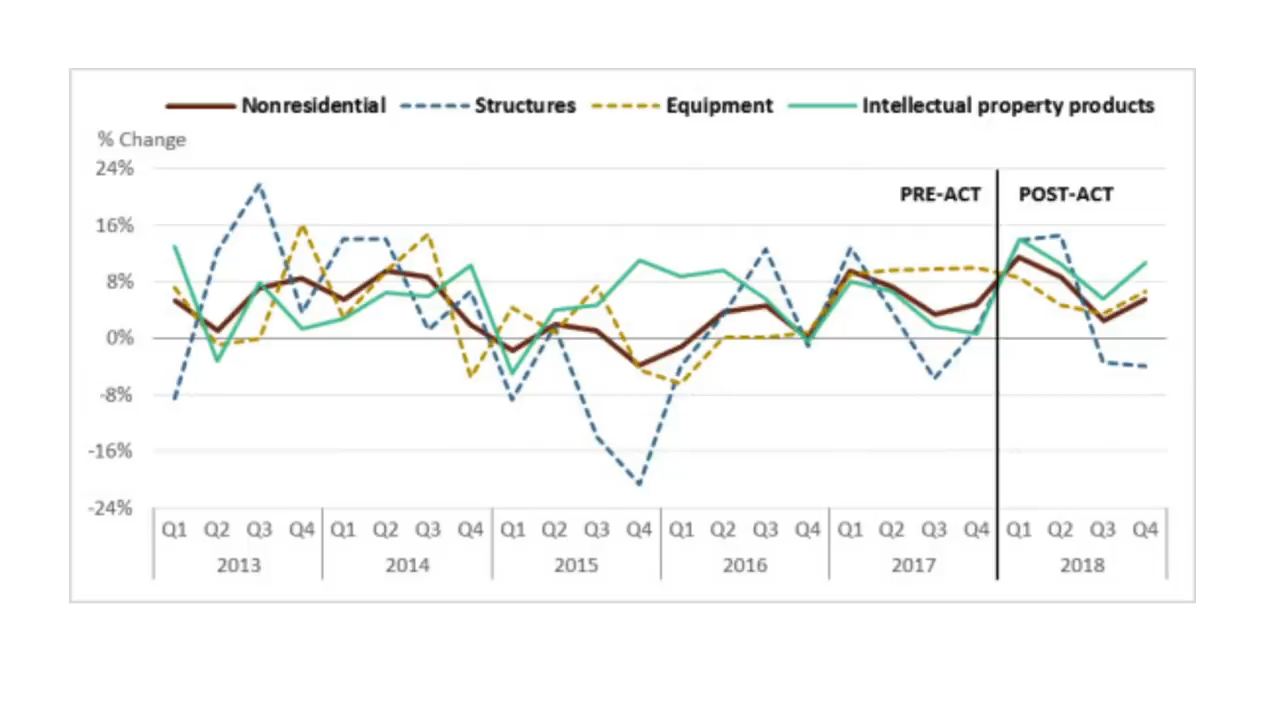 Nonresidential Structures Equipment Intellectual property products
% Change
24%
PRE-ACT POST-ACT
16%
8%
0%
-8%
-16%
-24%
Q1 Q2 Q3 Q4 Q1 Q2 Q3 Q4 Q1 Q2 Q3 Q4 Q1 Q2 Q3 Q4 Q1 Q2 Q3 Q4 Q1 Q2 Q3 Q4
2013 2014 2015 2016 2017 2018